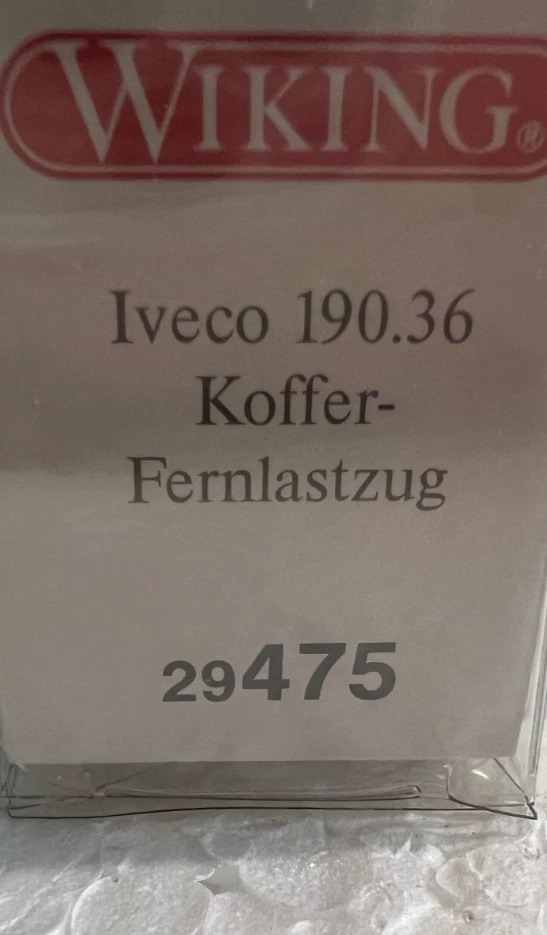 WIKING®
Iveco 190.36
Koffer-
Fernlastzug
29475